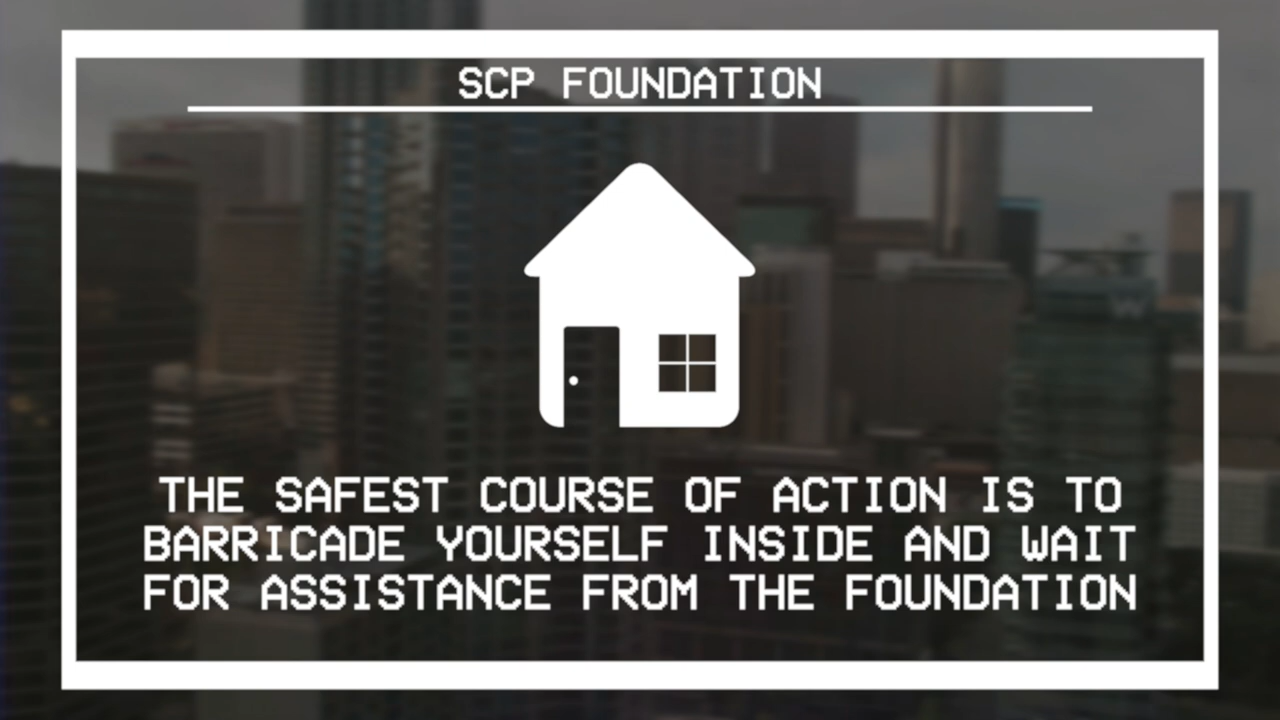 SCP FOUNDATION
THE SAFEST COURSE OF ACTION IS TO
BARRICADE YOURSELF INSIDE AND WAIT
FOR ASSISTANCE FROM THE FOUNDATION